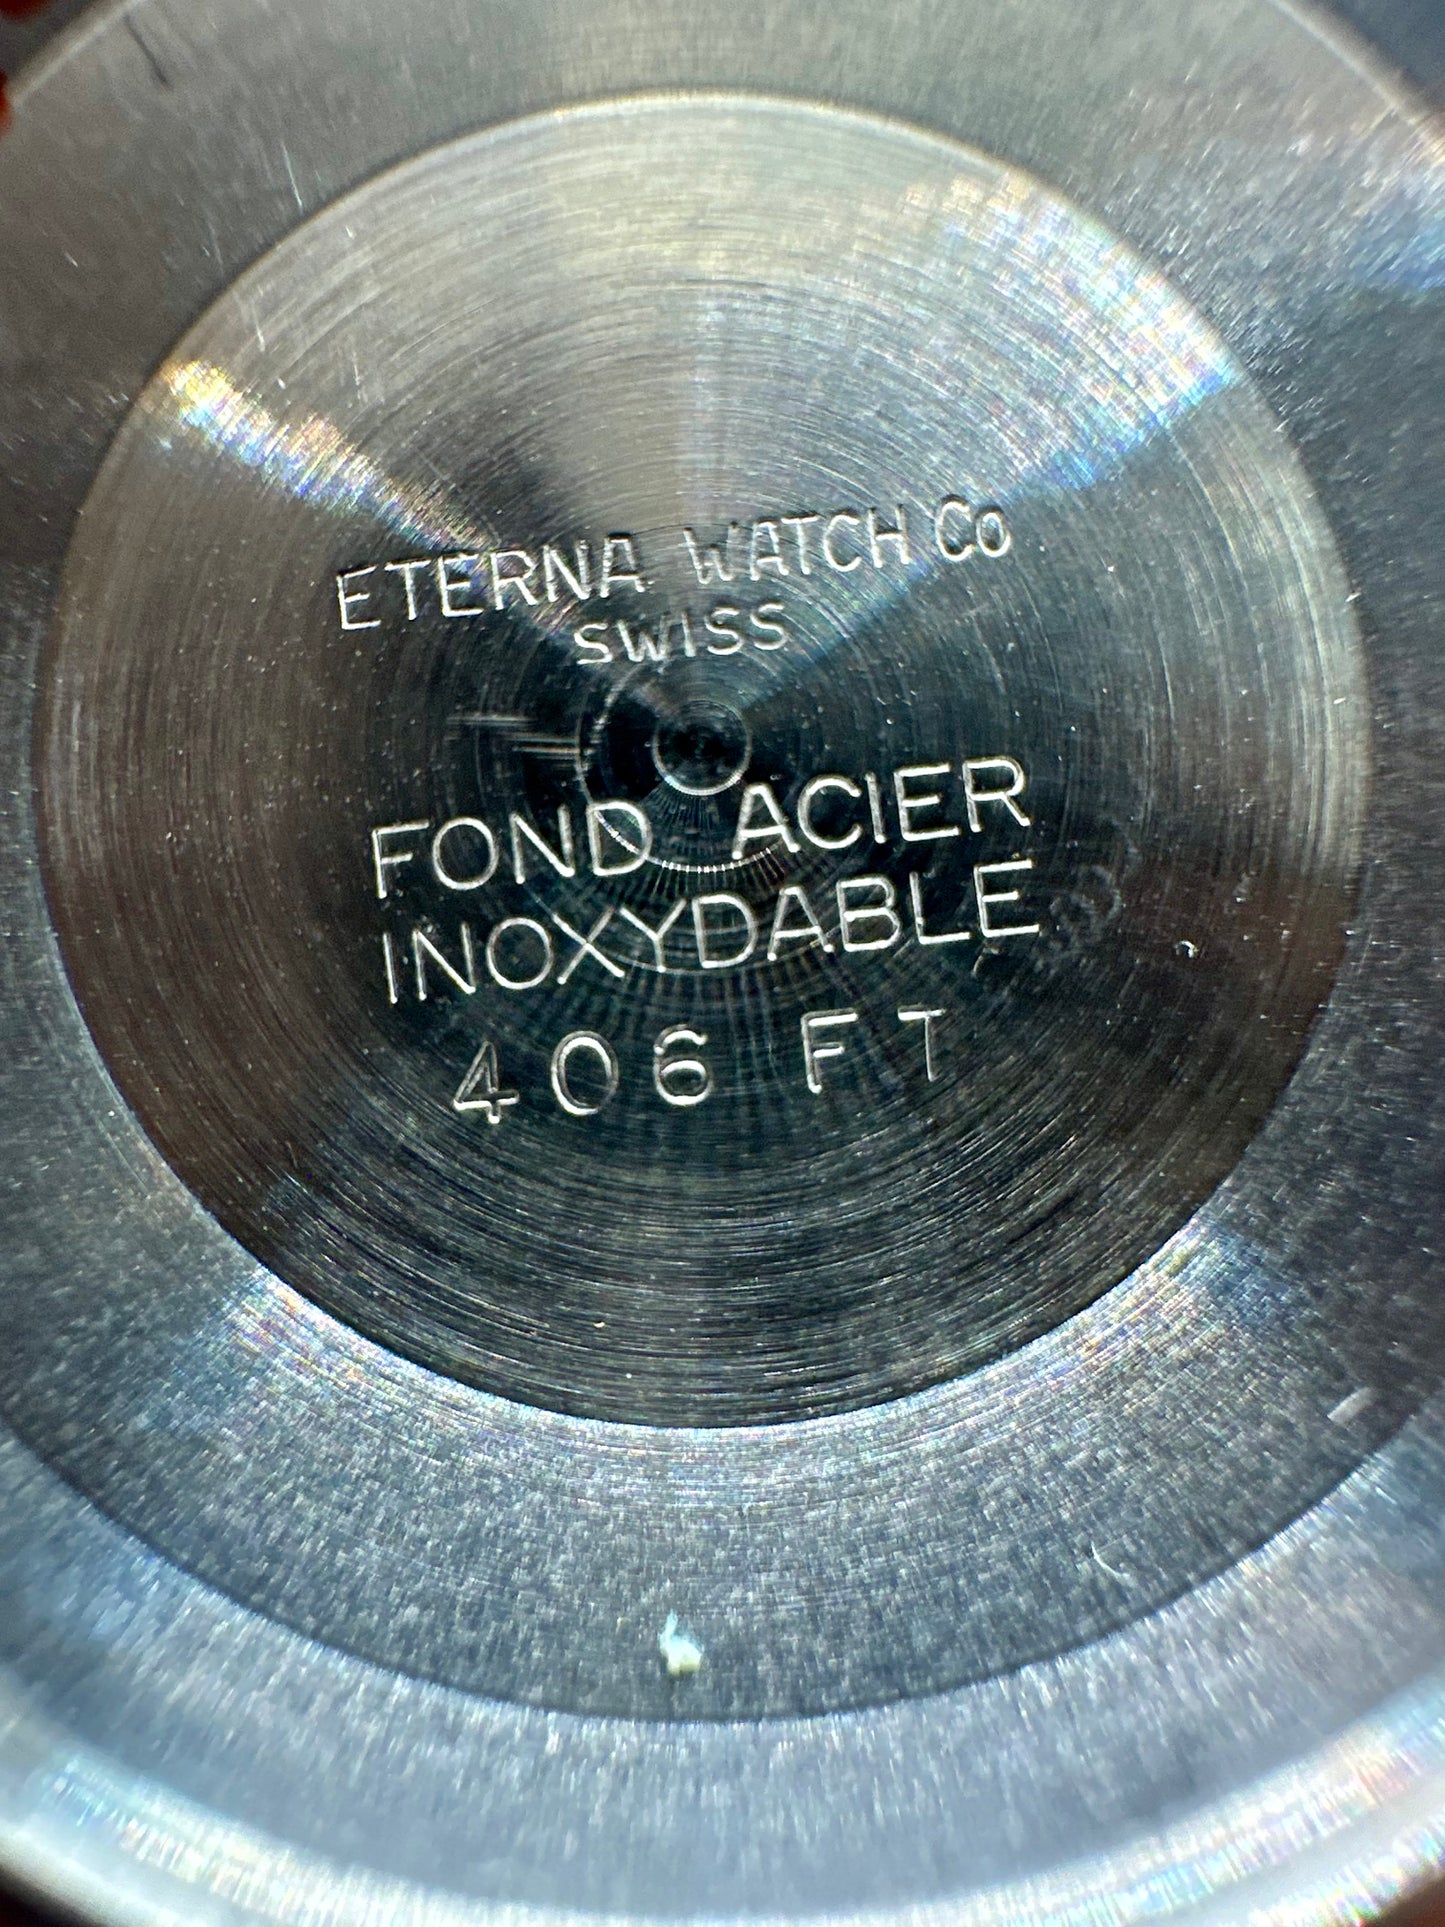 ETERNA WATCH Co
SWISS
FOND ACIER
INOXYDABLE
406 FT